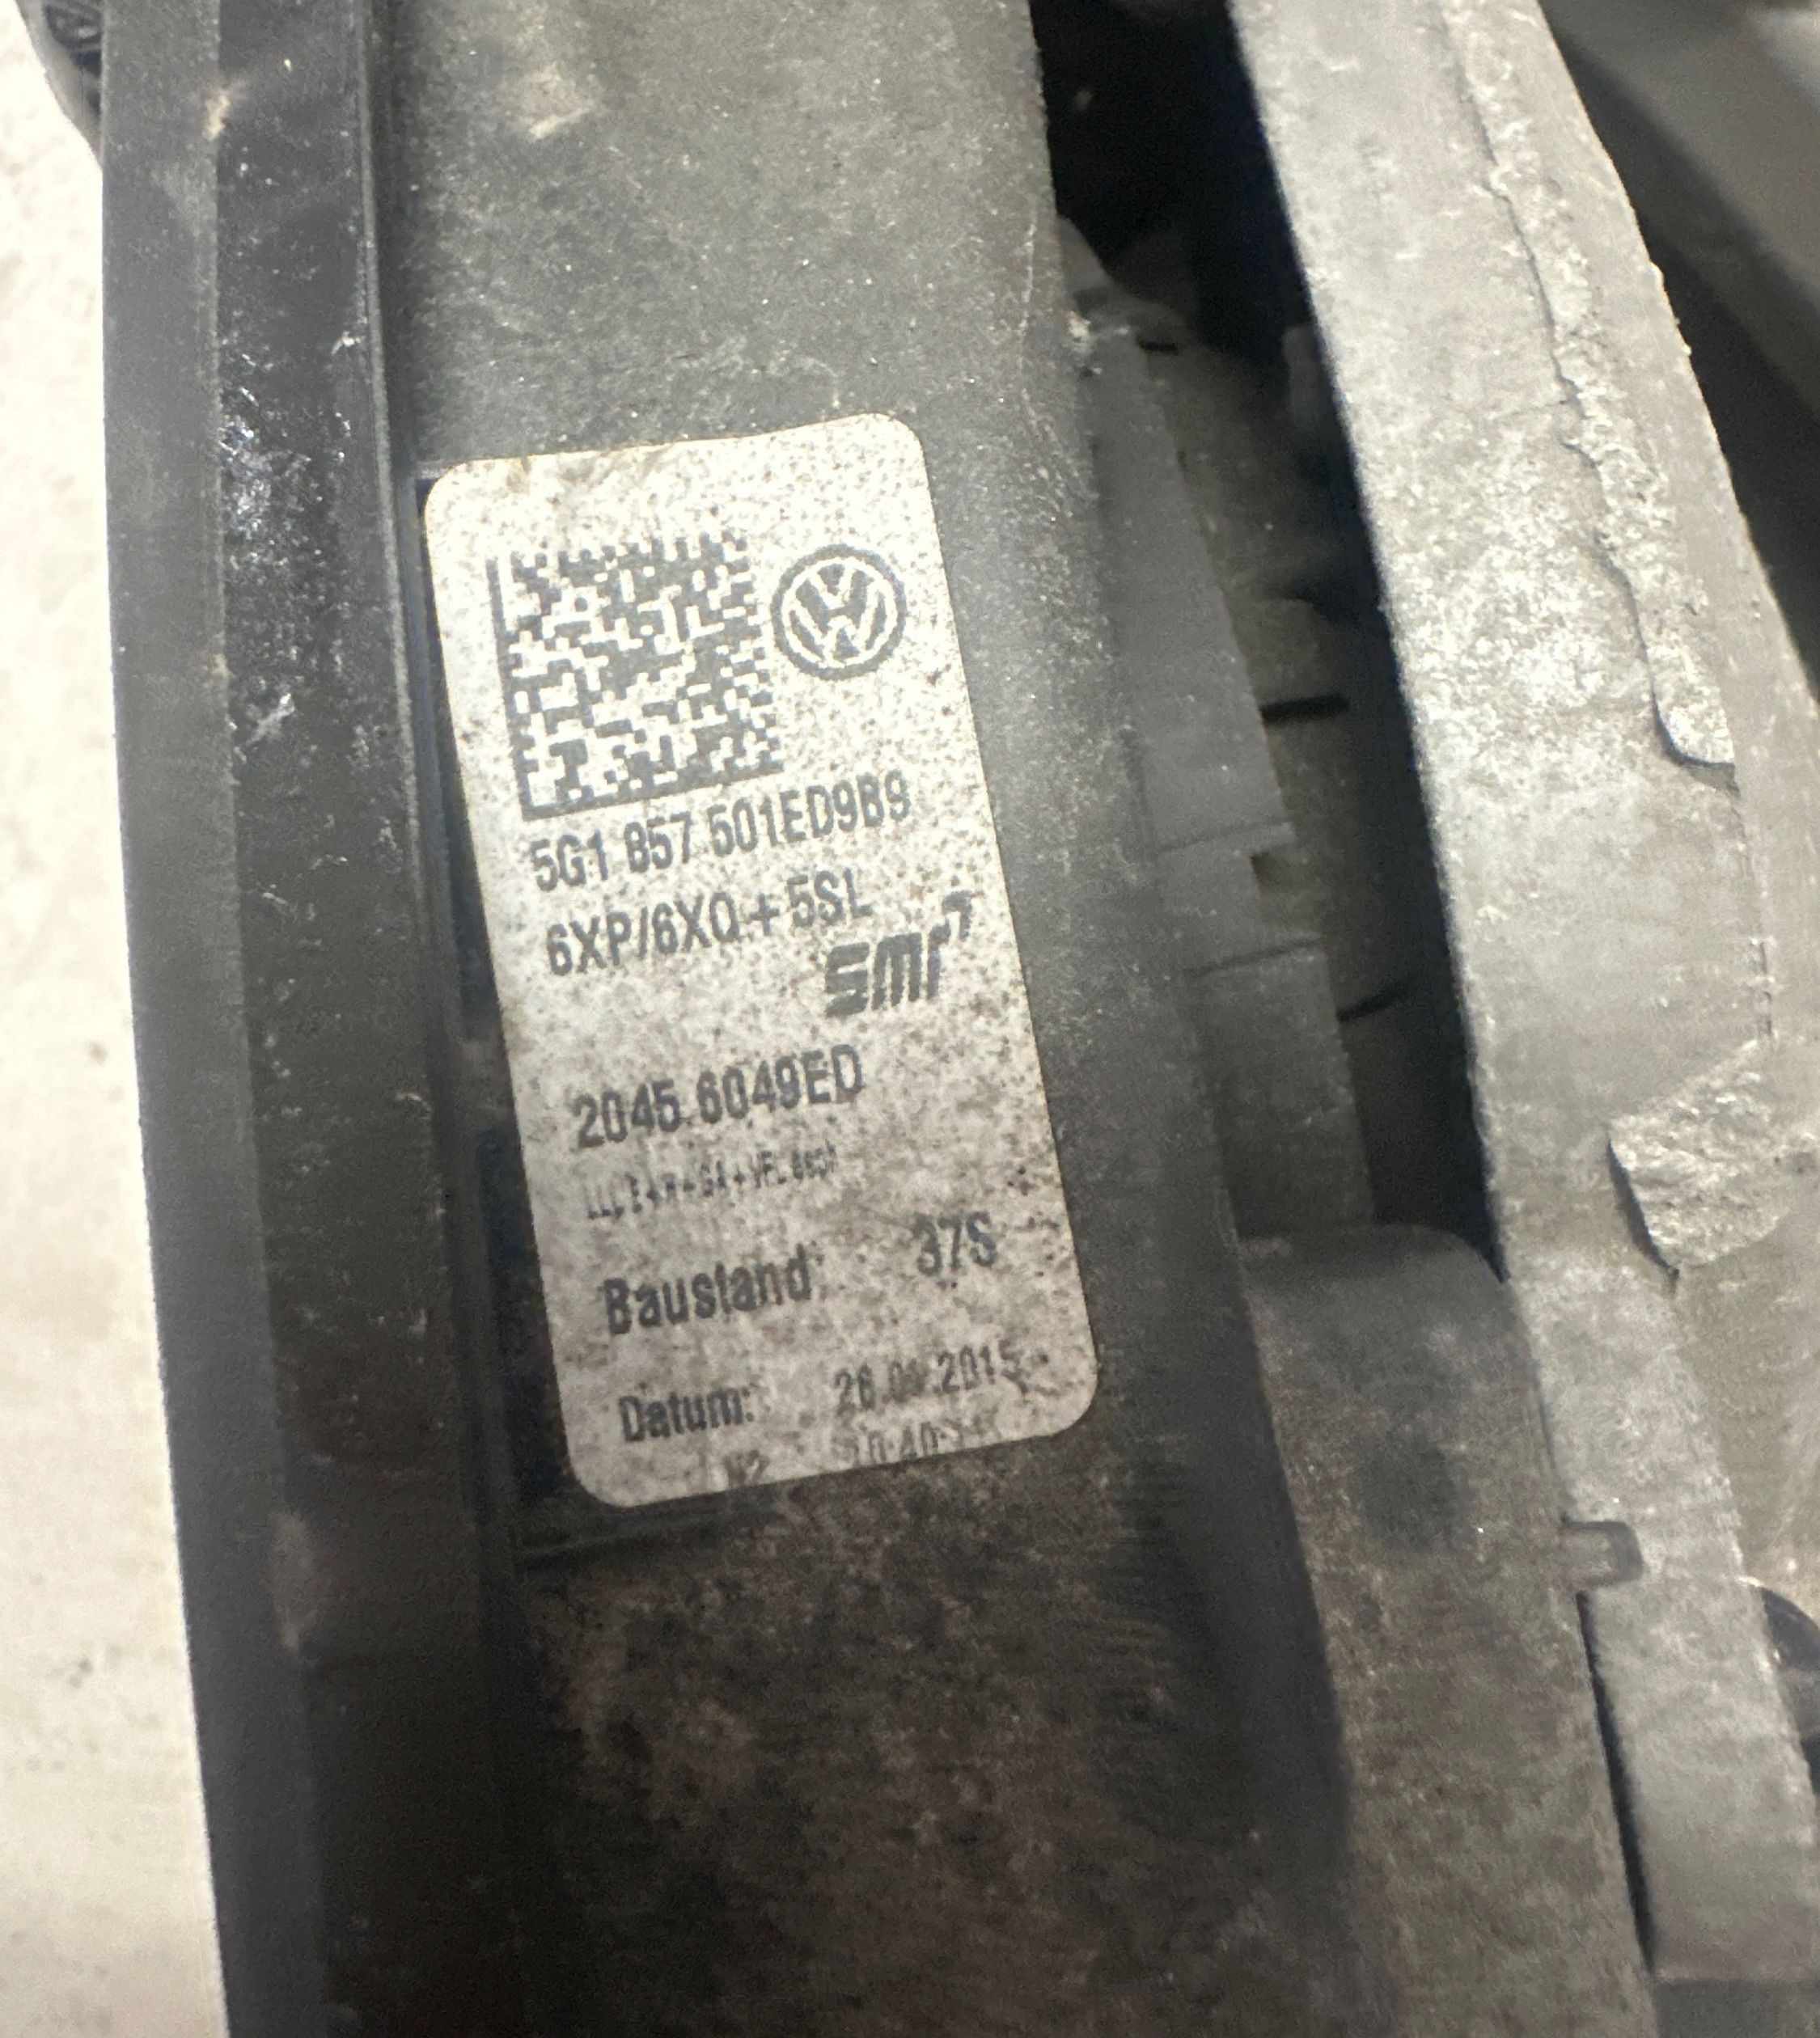 5G1 857 501ED9B9
6XP/6XQ + 5SL
smr
2045.6049ED
Baustand: 37S
Datum: 2015